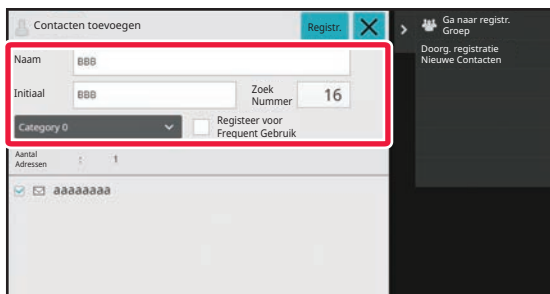 Contacten toevoegen
Registr.
Ga naar registr.
Groep
Doorg. registratie
Nieuwe Contacten
Naam
BBB
Initiaal
BBB
Zoek
Nummer
16
Category 0
Registeer voor
Frequent Gebruik
Aantal
Adressen
:
1
aaaaaaaa